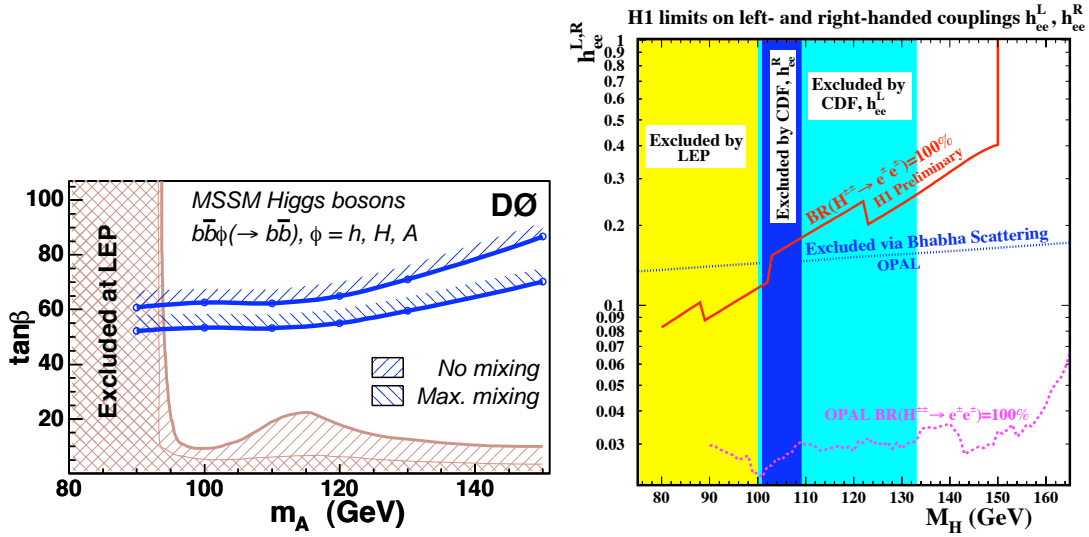 100
80
60
40
20
tanβ
Excluded at LEP
MSSM Higgs bosons
DØ
bb̄ϕ(→ bb̄), ϕ = h, H, A
No mixing
Max. mixing
80
100
120
140
m_A (GeV)
H1 limits on left- and right-handed couplings h_ee^L, h_ee^R
h_ee^L,R
1
0.9
0.8
0.7
0.6
0.5
0.4
0.3
0.2
0.1
0.09
0.08
0.07
0.06
0.05
0.04
0.03
Excluded by
LEP
Excluded by CDF, h_ee^R
Excluded by
CDF, h_ee^L
BR(H^±± → e^± e^±)=100%
H1 Preliminary
Excluded via Bhabha Scattering
OPAL
OPAL BR(H^±± → e^± e^±)=100%
80
90
100
110
120
130
140
150
160
M_H (GeV)